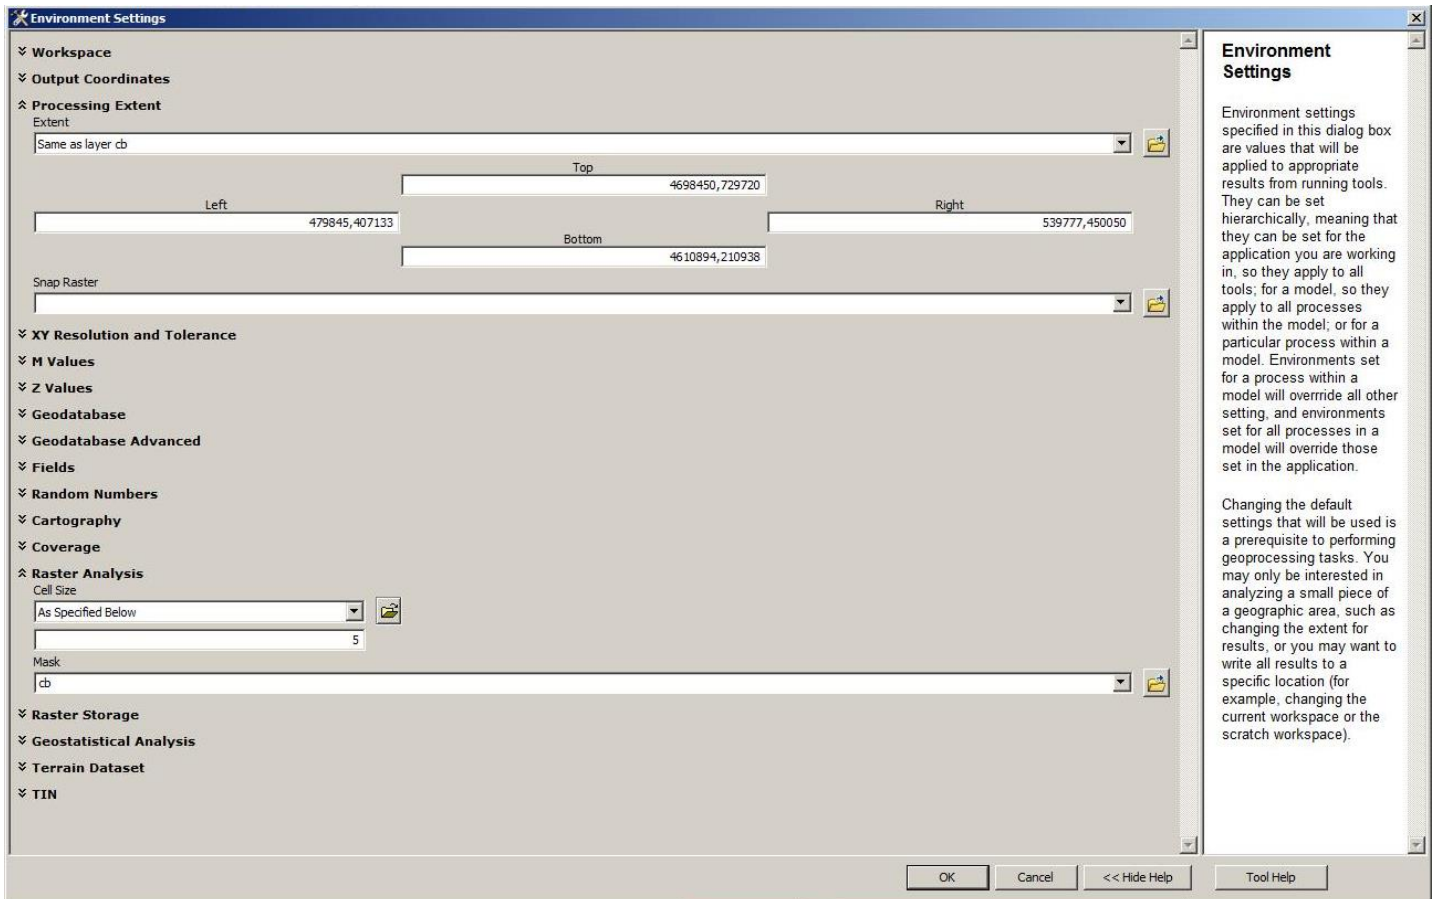 Environment Settings
Workspace
Output Coordinates
Processing Extent
Extent
Same as layer cb
Top
4698450,729720
Left
Right
479845,407133
539777,450050
Bottom
4610894,210938
Snap Raster
XY Resolution and Tolerance
M Values
Z Values
Geodatabase
Geodatabase Advanced
Fields
Random Numbers
Cartography
Coverage
Raster Analysis
Cell Size
As Specified Below
5
Mask
cb
Raster Storage
Geostatistical Analysis
Terrain Dataset
TIN
Environment
Settings
Environment settings
specified in this dialog box
are values that will be
applied to appropriate
results from running tools.
They can be set
hierarchically, meaning that
they can be set for the
application you are working
in, so they apply to all
tools; for a model, so they
apply to all processes
within the model; or for a
particular process within a
model. Environments set
for a process within a
model will overrride all other
setting, and environments
set for all processes in a
model will override those
set in the application.
Changing the default
settings that will be used is
a prerequisite to performing
geoprocessing tasks. You
may only be interested in
analyzing a small piece of
a geographic area, such as
changing the extent for
results, or you may want to
write all results to a
specific location (for
example, changing the
current workspace or the
scratch workspace).
OK
Cancel
<< Hide Help
Tool Help